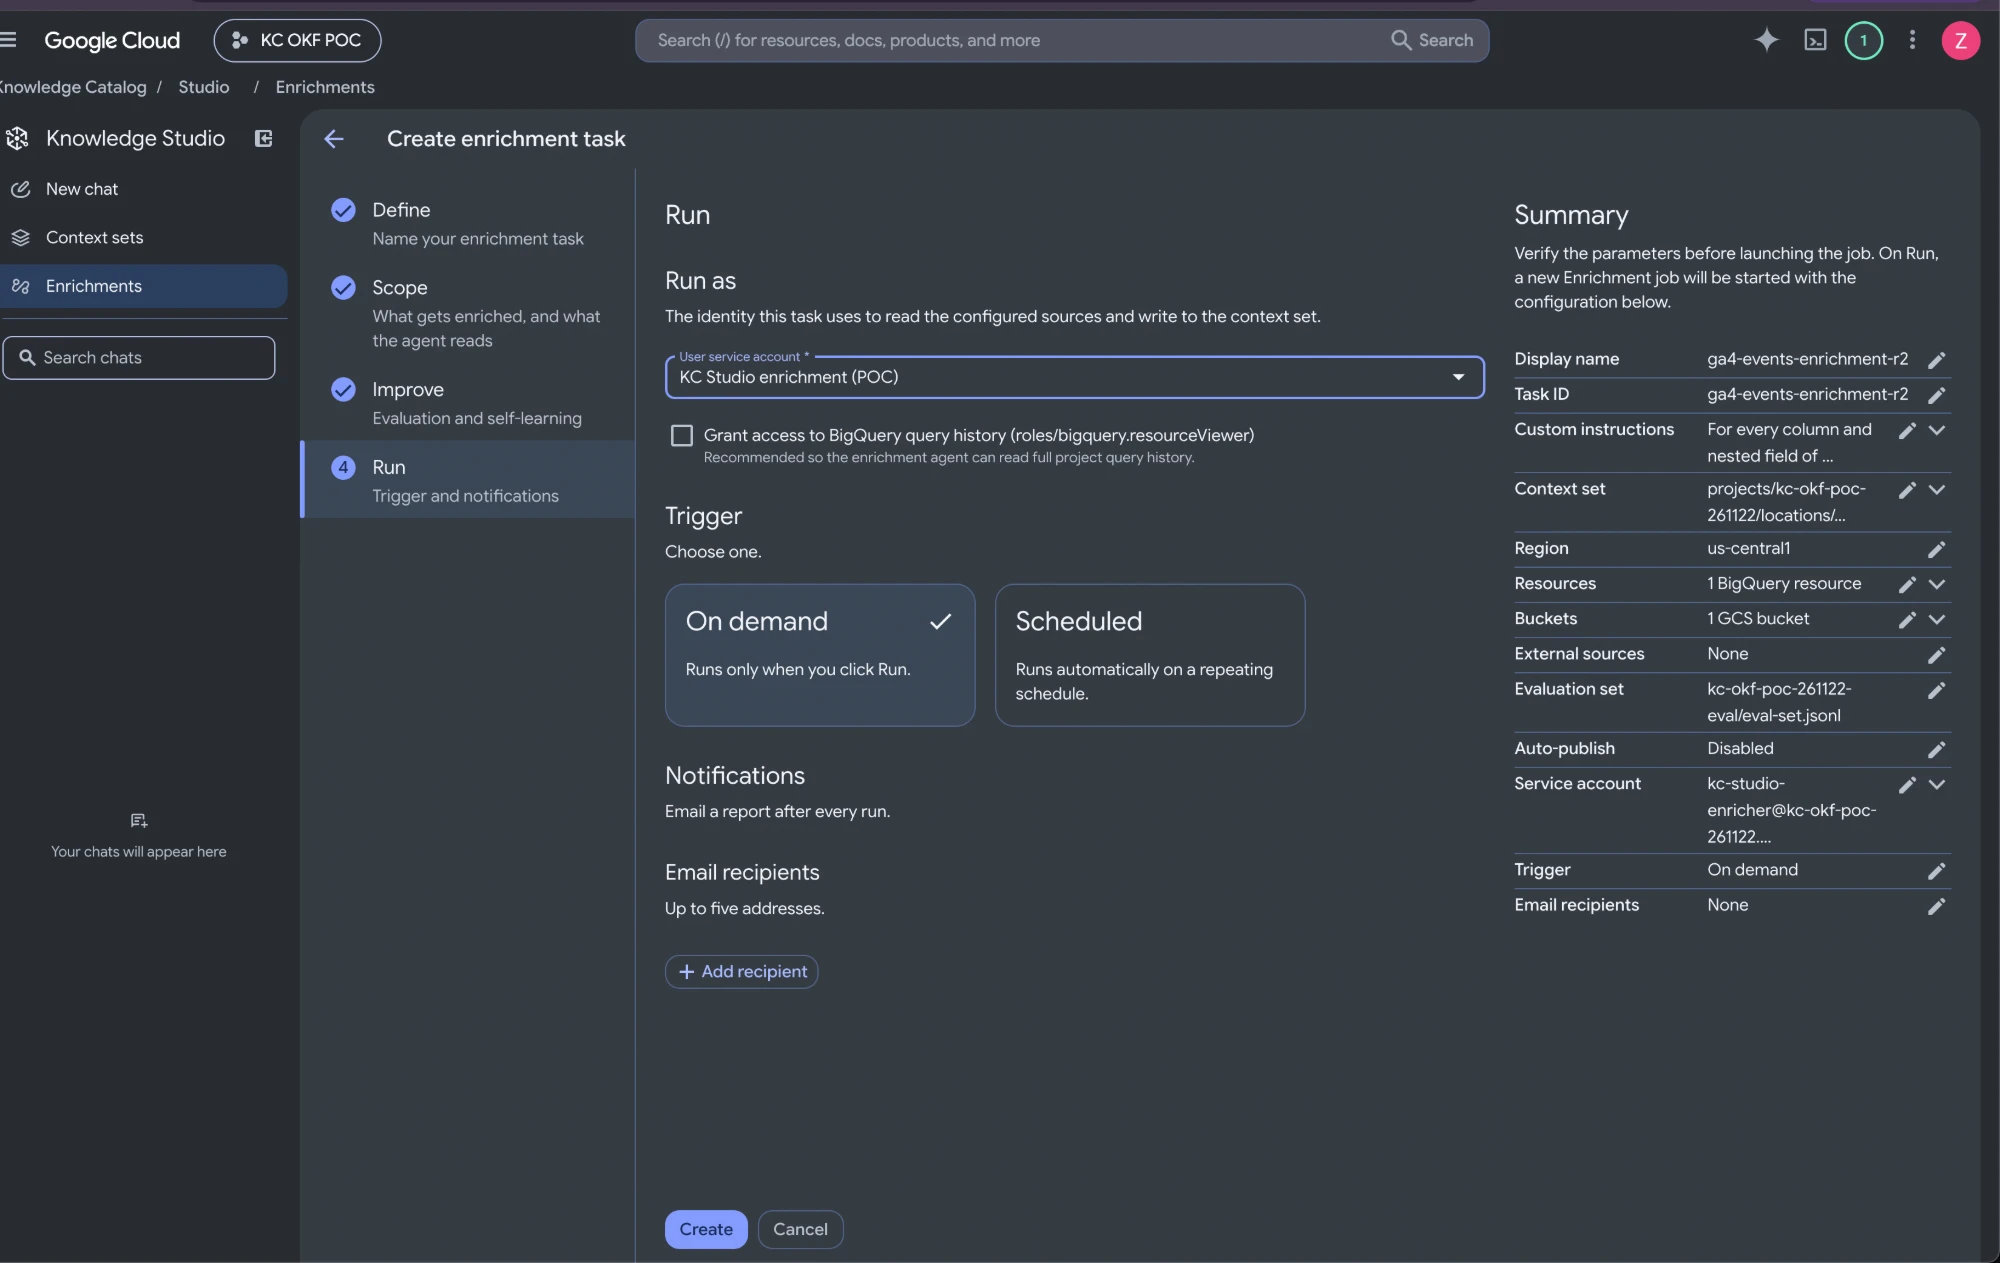 Google Cloud
KC OKF POC
Search (/) for resources, docs, products, and more
Search
1
Z
Knowledge Catalog / Studio / Enrichments
Knowledge Studio
New chat
Context sets
Enrichments
Search chats
Your chats will appear here
Create enrichment task
Define
Name your enrichment task
Scope
What gets enriched, and what
the agent reads
Improve
Evaluation and self-learning
4
Run
Trigger and notifications
Run
Run as
The identity this task uses to read the configured sources and write to the context set.
User service account *
KC Studio enrichment (POC)
Grant access to BigQuery query history (roles/bigquery.resourceViewer)
Recommended so the enrichment agent can read full project query history.
Trigger
Choose one.
On demand
Runs only when you click Run.
Scheduled
Runs automatically on a repeating
schedule.
Notifications
Email a report after every run.
Email recipients
Up to five addresses.
+ Add recipient
Create
Cancel
Summary
Verify the parameters before launching the job. On Run,
a new Enrichment job will be started with the
configuration below.
Display name ga4-events-enrichment-r2
Task ID ga4-events-enrichment-r2
Custom instructions For every column and
nested field of ...
Context set projects/kc-okf-poc-
261122/locations/...
Region us-central1
Resources 1 BigQuery resource
Buckets 1 GCS bucket
External sources None
Evaluation set kc-okf-poc-261122-
eval/eval-set.jsonl
Auto-publish Disabled
Service account kc-studio-
enricher@kc-okf-poc-
261122....
Trigger On demand
Email recipients None